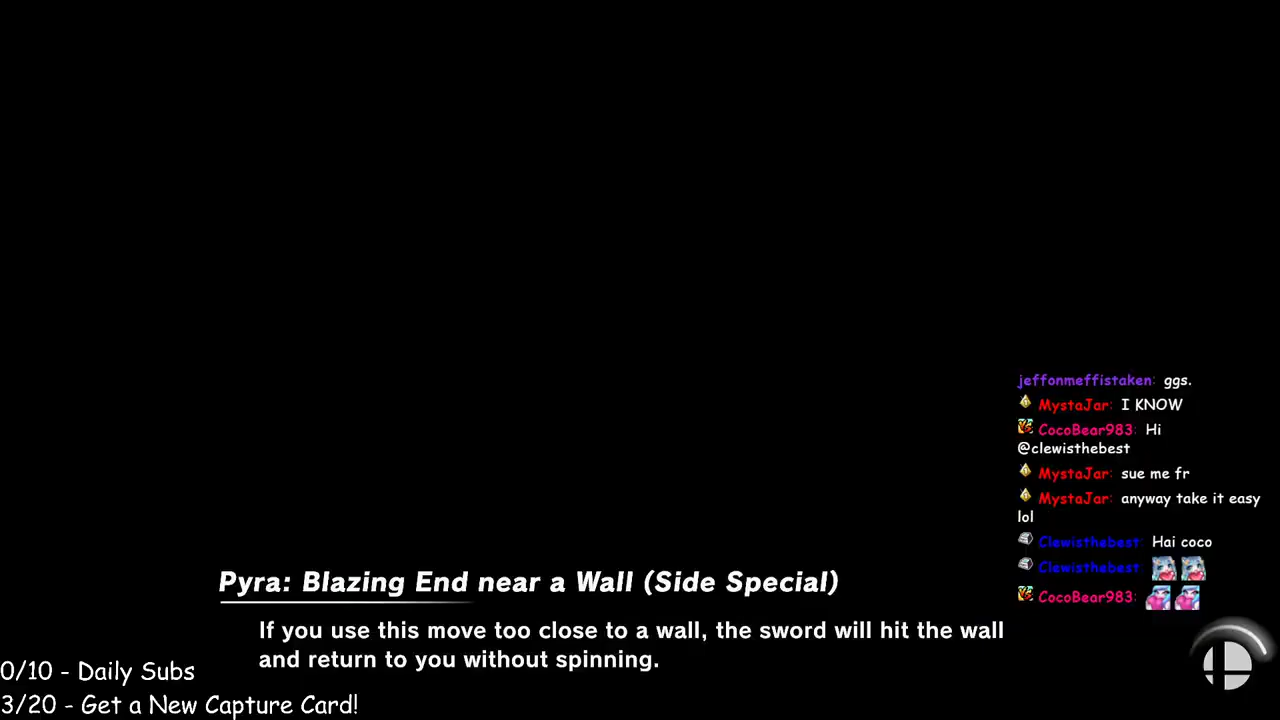 jeffonmeffistaken: ggs.
MystaJar: I KNOW
CocoBear983: Hi
@clewisthebest
MystaJar: sue me fr
MystaJar: anyway take it easy
lol
Clewisthebest: Hai coco
Clewisthebest:
CocoBear983:
Pyra: Blazing End near a Wall (Side Special)
If you use this move too close to a wall, the sword will hit the wall
and return to you without spinning.
0/10 - Daily Subs
3/20 - Get a New Capture Card!